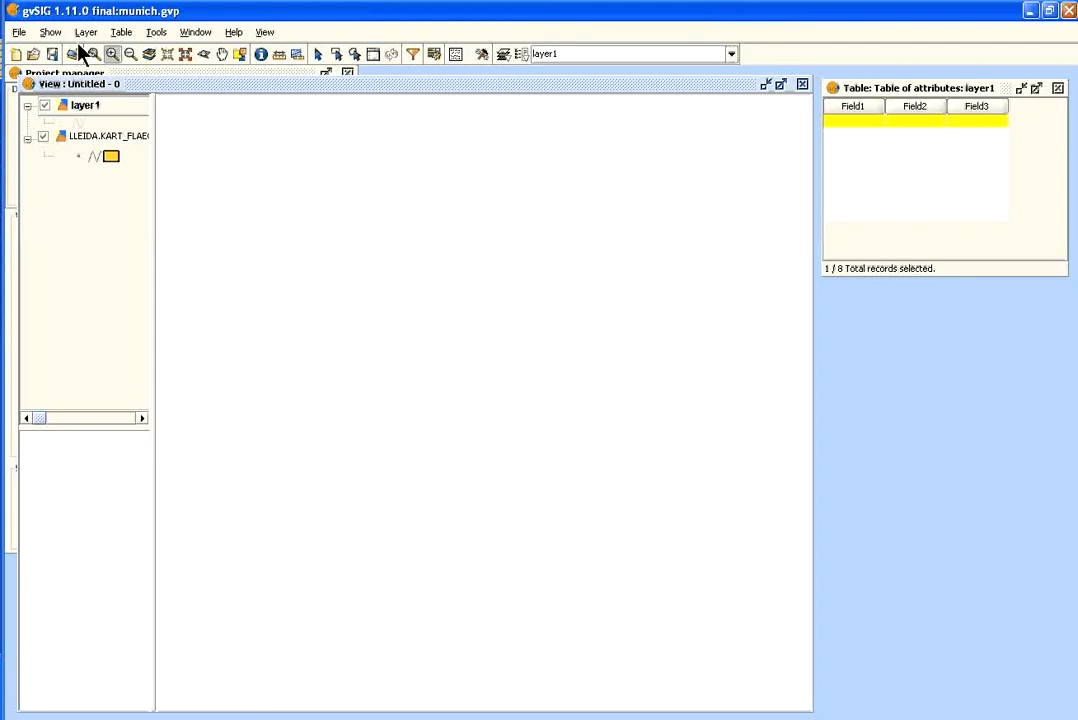 gvSIG 1.11.0 final:munich.gvp
File Show Layer Table Tools Window Help View
layer1
Project manager
View : Untitled - 0
layer1
LLEIDA.KART_FLAE
Table: Table of attributes: layer1
Field1 Field2 Field3
1 / 8 Total records selected.